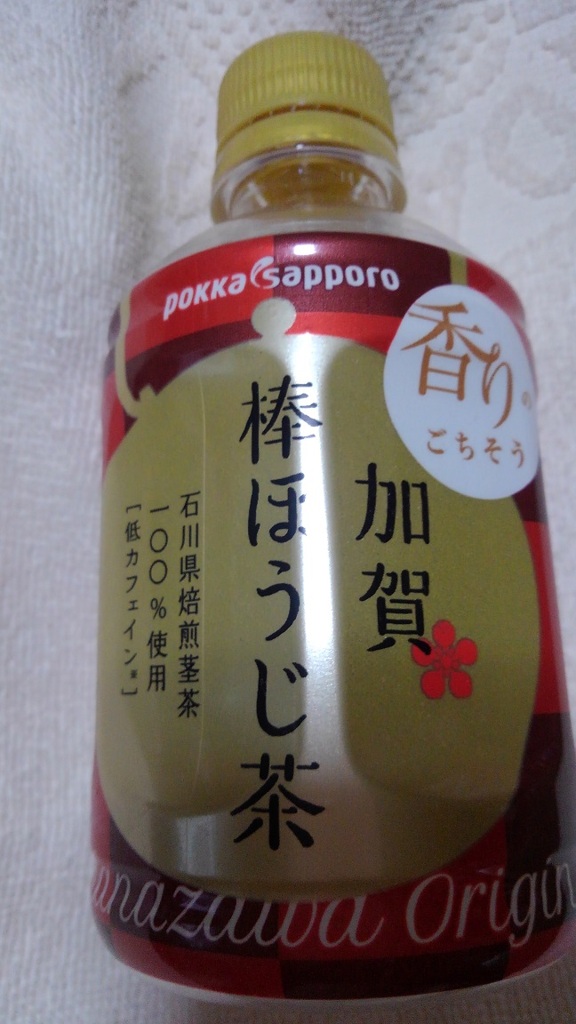 POKKA sapporo
香りの
ごちそう
加賀
棒ほうじ茶
石川県焙煎茎茶
一〇〇%使用
[低カフェイン※]
anazawa Origin